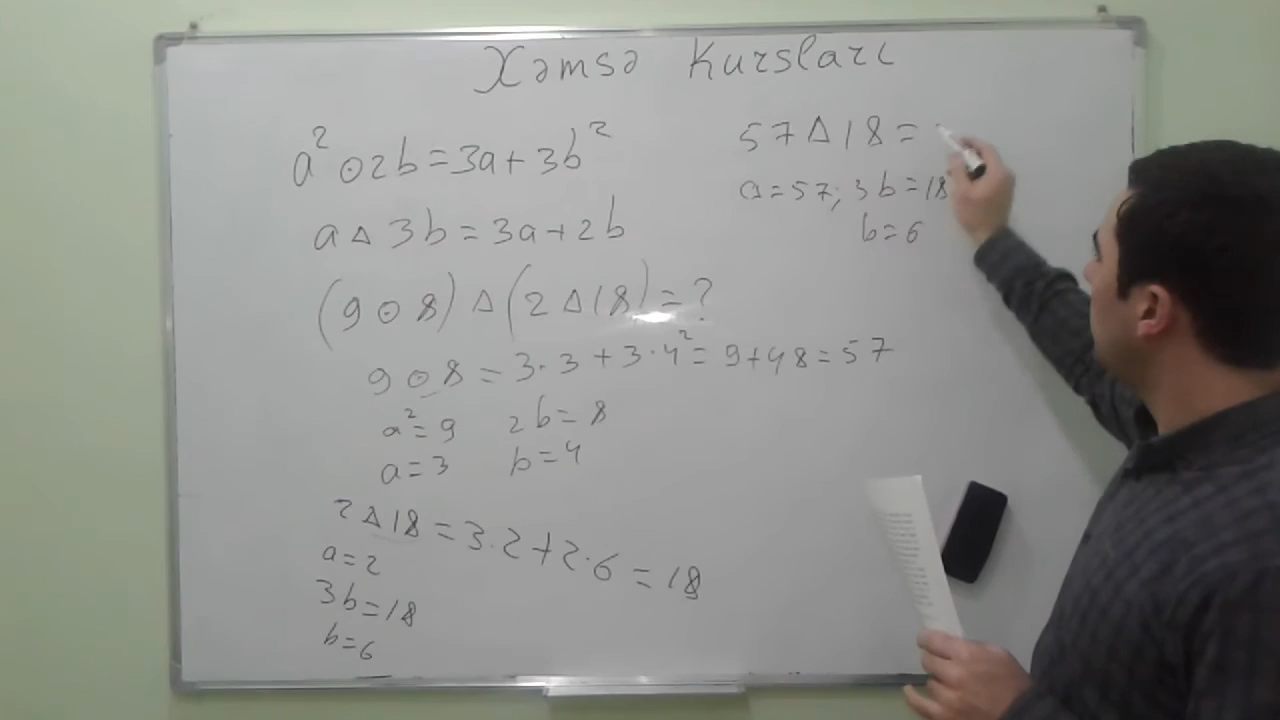 Xəmsə Kursları
a² ⊙ 2b = 3a + 3b²
a △ 3b = 3a + 2b
(9 ⊙ 8) △ (2 △ 18) = ?
9 ⊙ 8 = 3·3 + 3·4² = 9 + 48 = 57
a² = 9 2b = 8
a = 3 b = 4
2 △ 18 = 3·2 + 2·6 = 18
a = 2
3b = 18
b = 6
57 △ 18 =
a = 57; 3b = 18
b = 6